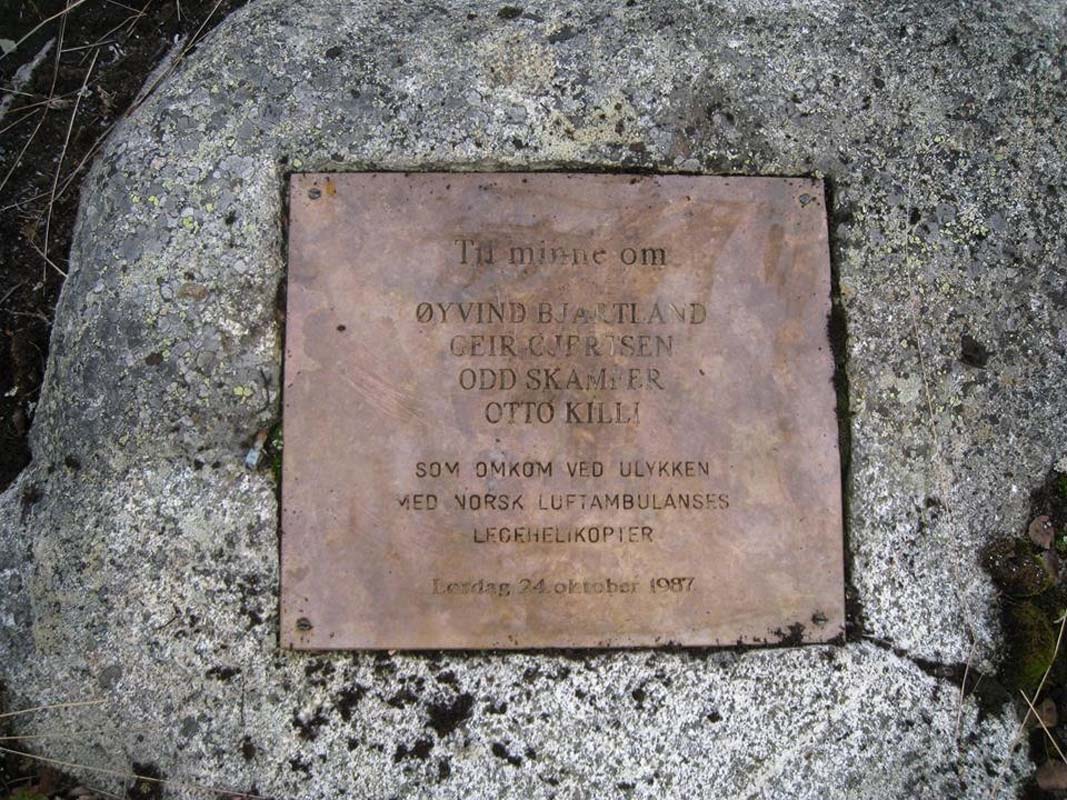 Til minne om
ØYVIND BJARTLAND
GEIR GJERTSEN
ODD SKAMFER
OTTO KILLI
SOM OMKOM VED ULYKKEN
MED NORSK LUFTAMBULANSES
LEGEHELIKOPTER
Lørdag 24. oktober 1987